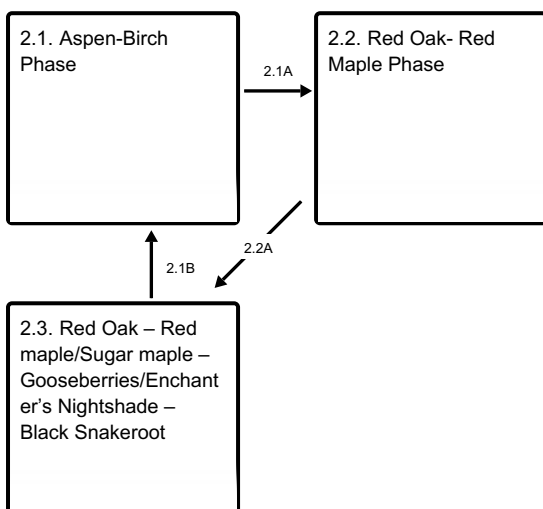 2.1. Aspen-Birch
Phase
2.1A
2.2. Red Oak- Red
Maple Phase
2.2A
2.1B
2.3. Red Oak – Red
maple/Sugar maple –
Gooseberries/Enchant
er's Nightshade –
Black Snakeroot